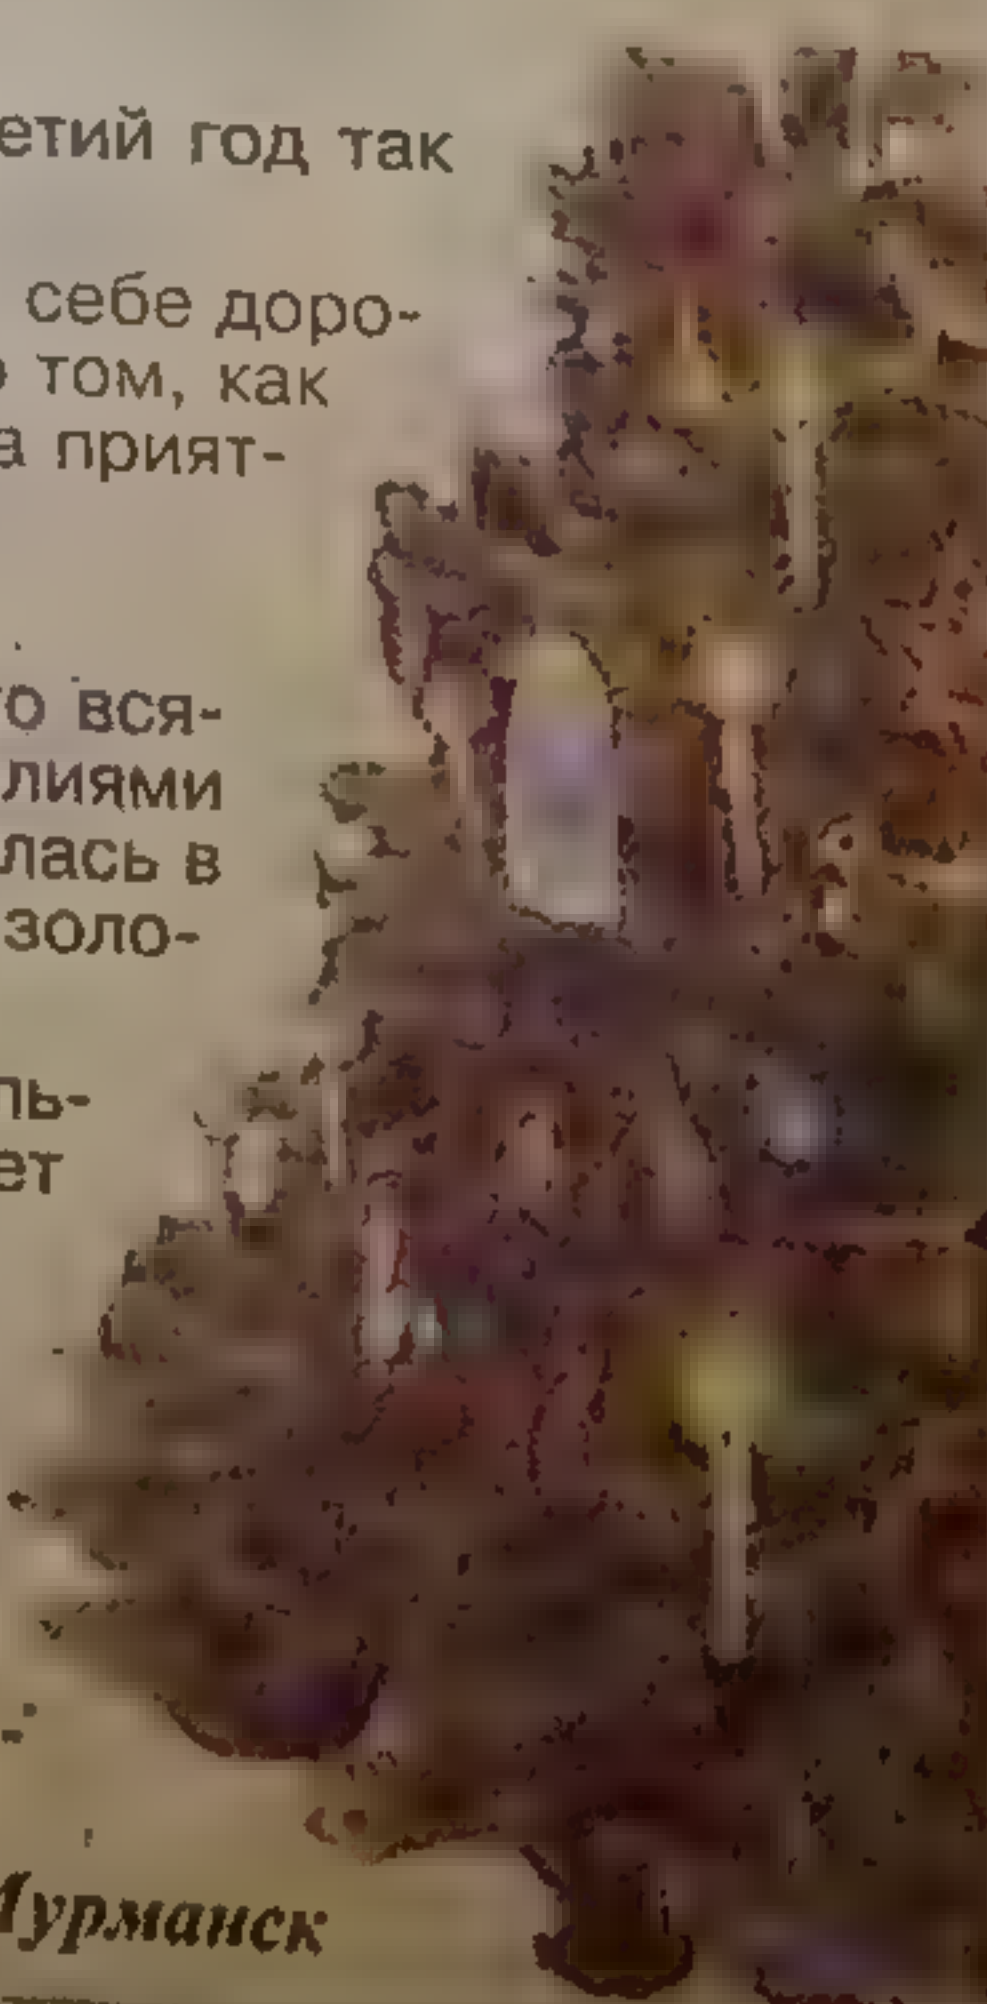 етий год так
себе доро-
том, как
а прият-
о вся-
лиями
лась в
золо-
ль-
ет
Мурманск